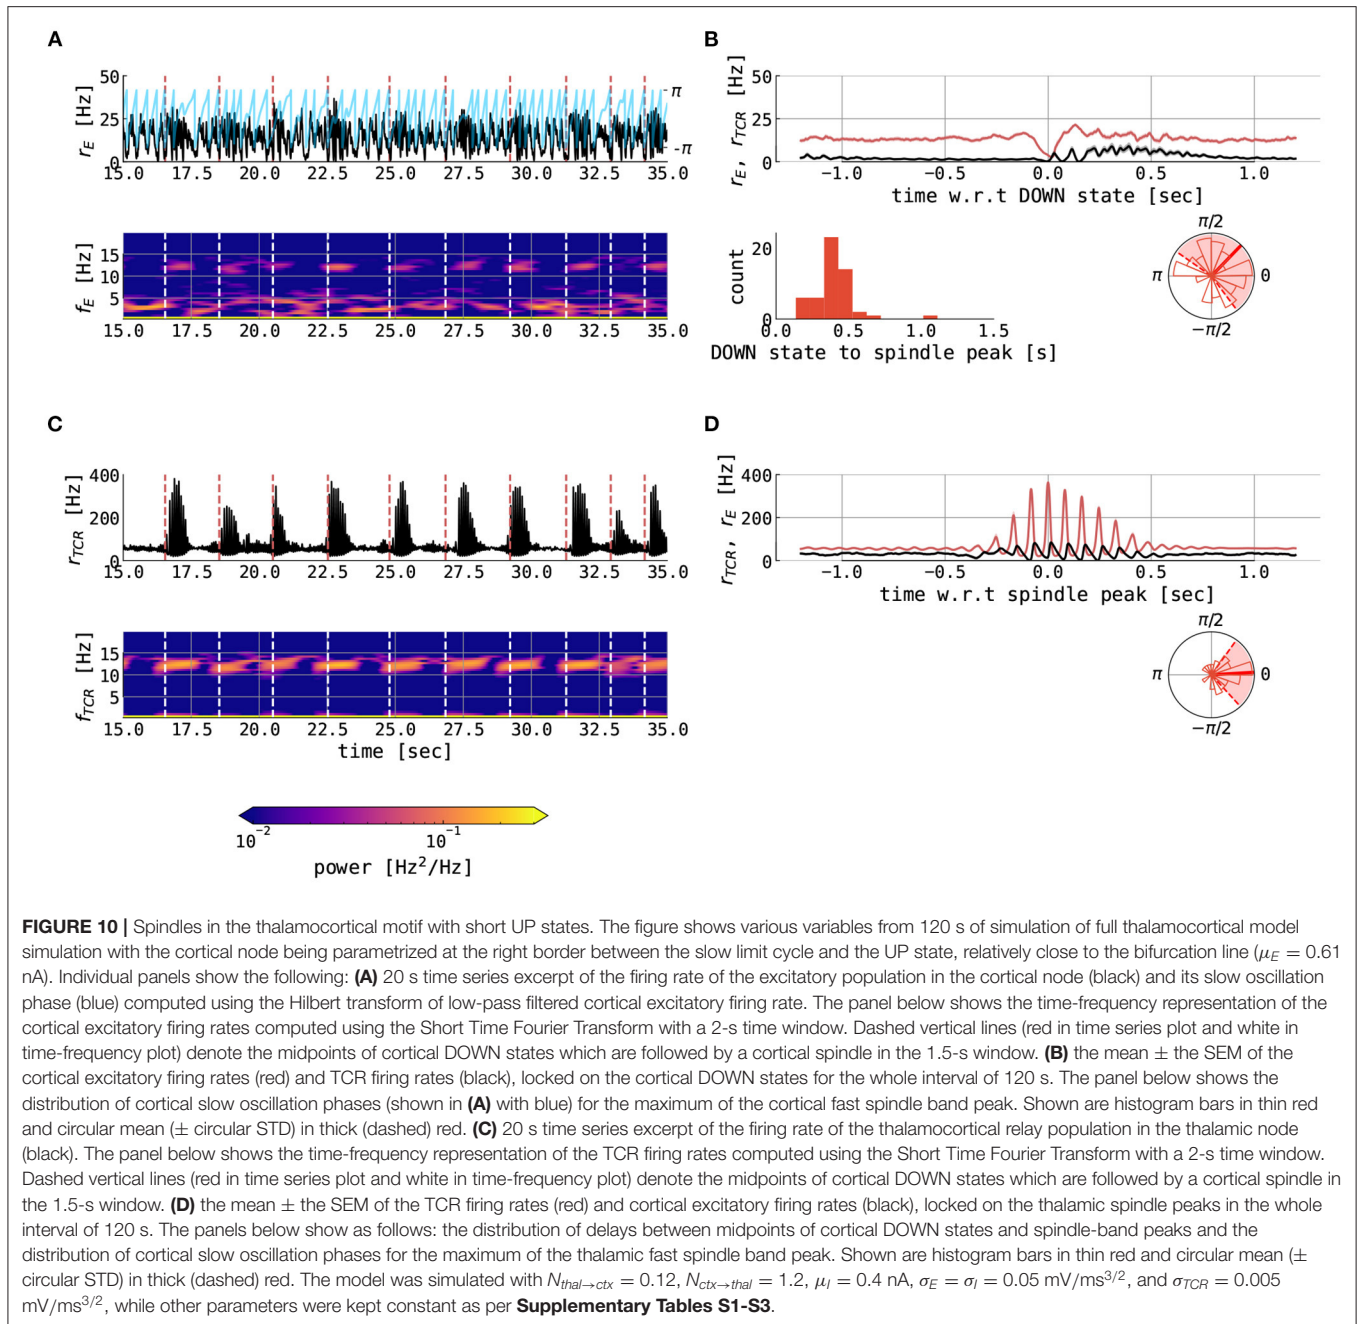 A
50
r_E [Hz]
25
0
π
-π
15.0 17.5 20.0 22.5 25.0 27.5 30.0 32.5 35.0
15
f_E [Hz]
10
5
15.0 17.5 20.0 22.5 25.0 27.5 30.0 32.5 35.0
B
50
r_E, r_TCR [Hz]
25
0
−1.0 −0.5 0.0 0.5 1.0
time w.r.t DOWN state [sec]
20
count
0
0.0 0.5 1.0 1.5
DOWN state to spindle peak [s]
π/2
π 0
−π/2
C
400
r_TCR [Hz]
200
0
15.0 17.5 20.0 22.5 25.0 27.5 30.0 32.5 35.0
15
f_TCR [Hz]
10
5
15.0 17.5 20.0 22.5 25.0 27.5 30.0 32.5 35.0
time [sec]
10⁻² 10⁻¹
power [Hz²/Hz]
D
400
r_TCR, r_E [Hz]
200
0
−1.0 −0.5 0.0 0.5 1.0
time w.r.t spindle peak [sec]
π/2
π 0
−π/2
FIGURE 10 | Spindles in the thalamocortical motif with short UP states. The figure shows various variables from 120 s of simulation of full thalamocortical model
simulation with the cortical node being parametrized at the right border between the slow limit cycle and the UP state, relatively close to the bifurcation line (μ_E = 0.61
nA). Individual panels show the following: (A) 20 s time series excerpt of the firing rate of the excitatory population in the cortical node (black) and its slow oscillation
phase (blue) computed using the Hilbert transform of low-pass filtered cortical excitatory firing rate. The panel below shows the time-frequency representation of the
cortical excitatory firing rates computed using the Short Time Fourier Transform with a 2-s time window. Dashed vertical lines (red in time series plot and white in
time-frequency plot) denote the midpoints of cortical DOWN states which are followed by a cortical spindle in the 1.5-s window. (B) the mean ± the SEM of the
cortical excitatory firing rates (red) and TCR firing rates (black), locked on the cortical DOWN states for the whole interval of 120 s. The panel below shows the
distribution of cortical slow oscillation phases (shown in (A) with blue) for the maximum of the cortical fast spindle band peak. Shown are histogram bars in thin red
and circular mean (± circular STD) in thick (dashed) red. (C) 20 s time series excerpt of the firing rate of the thalamocortical relay population in the thalamic node
(black). The panel below shows the time-frequency representation of the TCR firing rates computed using the Short Time Fourier Transform with a 2-s time window.
Dashed vertical lines (red in time series plot and white in time-frequency plot) denote the midpoints of cortical DOWN states which are followed by a cortical spindle in
the 1.5-s window. (D) the mean ± the SEM of the TCR firing rates (red) and cortical excitatory firing rates (black), locked on the thalamic spindle peaks in the whole
interval of 120 s. The panels below show as follows: the distribution of delays between midpoints of cortical DOWN states and spindle-band peaks and the
distribution of cortical slow oscillation phases for the maximum of the thalamic fast spindle band peak. Shown are histogram bars in thin red and circular mean (±
circular STD) in thick (dashed) red. The model was simulated with N_thal→ctx = 0.12, N_ctx→thal = 1.2, μ_I = 0.4 nA, σ_E = σ_I = 0.05 mV/ms^3/2, and σ_TCR = 0.005
mV/ms^3/2, while other parameters were kept constant as per Supplementary Tables S1-S3.